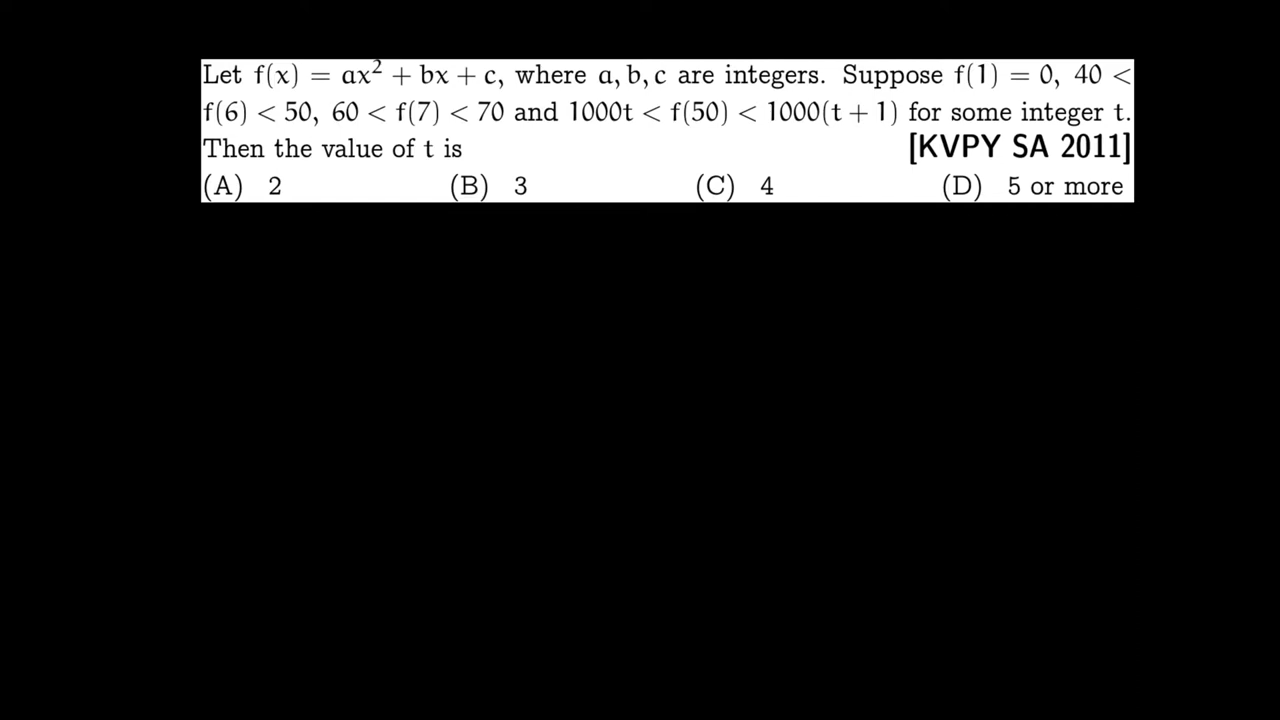 Let f(x) = ax² + bx + c, where a, b, c are integers. Suppose f(1) = 0, 40 <
f(6) < 50, 60 < f(7) < 70 and 1000t < f(50) < 1000(t + 1) for some integer t.
Then the value of t is [KVPY SA 2011]
(A) 2 (B) 3 (C) 4 (D) 5 or more